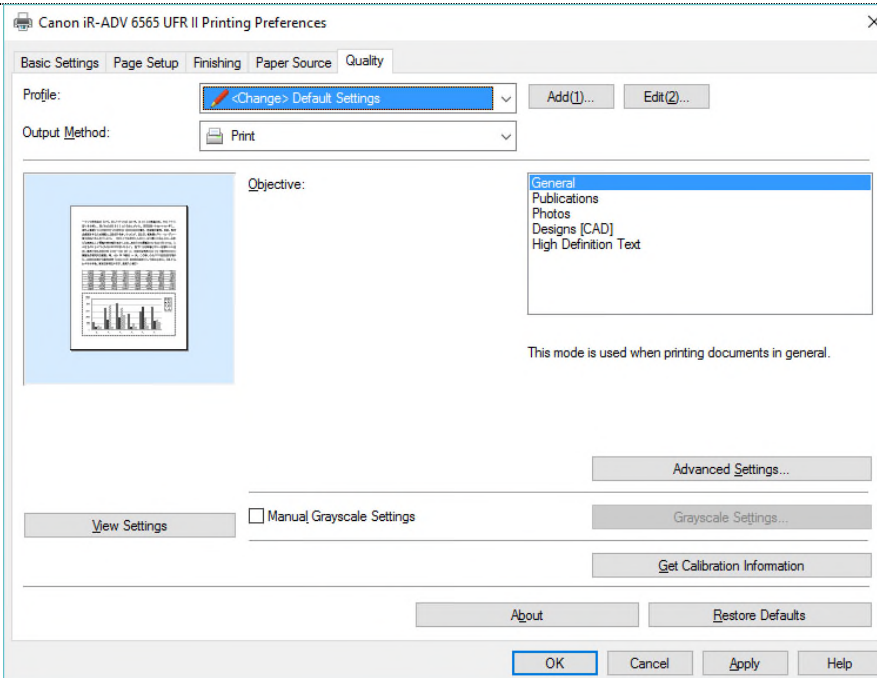 Canon iR-ADV 6565 UFR II Printing Preferences
Basic Settings Page Setup Finishing Paper Source Quality
Profile: <Change> Default Settings Add(1)... Edit(2)...
Output Method: Print
Objective: General
Publications
Photos
Designs [CAD]
High Definition Text
This mode is used when printing documents in general.
Advanced Settings...
View Settings Manual Grayscale Settings Grayscale Settings...
Get Calibration Information
About Restore Defaults
OK Cancel Apply Help